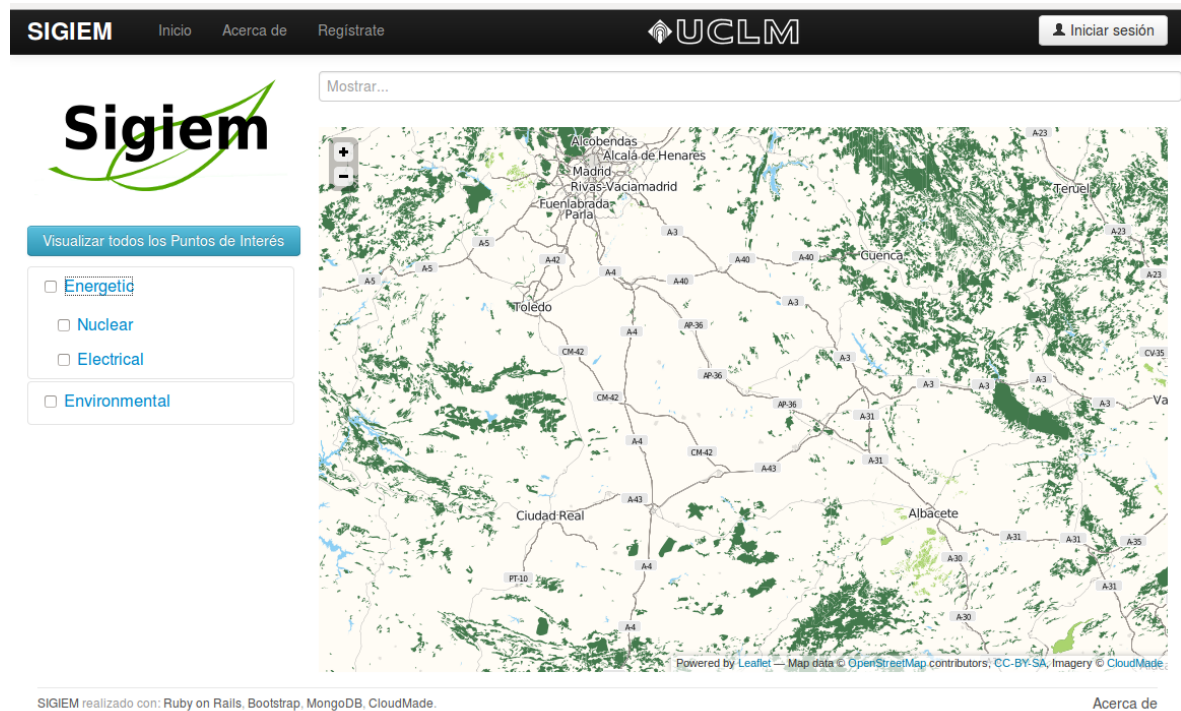 SIGIEM Inicio Acerca de Regístrate UCLM Iniciar sesión
Sigiem
Mostrar...
Visualizar todos los Puntos de Interés
Energetic
Nuclear
Electrical
Environmental
+
-
Alcobendas
A-23
Alcalá de Henares
Madrid
Rivas-Vaciamadrid
Teruel
Fuenlabrada
Parla
A-3
A-23
A-5
A-42
A-40
A-40
Cuenca
A-5
A-4
A-40
A-23
A-3
Toledo
A-4
AP-36
CM-42
A-3
CV-35
AP-36
A-3
A-3
A-3
CM-42
AP-36
A-3
Va
A-31
A-4
CM-42
A-43
A-31
A-43
Ciudad Real
Albacete
A-31
A-31
A-35
A-30
A-4
PT-10
A-31
A-30
A-4
Powered by Leaflet — Map data © OpenStreetMap contributors, CC-BY-SA, Imagery © CloudMade
SIGIEM realizado con: Ruby on Rails, Bootstrap, MongoDB, CloudMade.
Acerca de